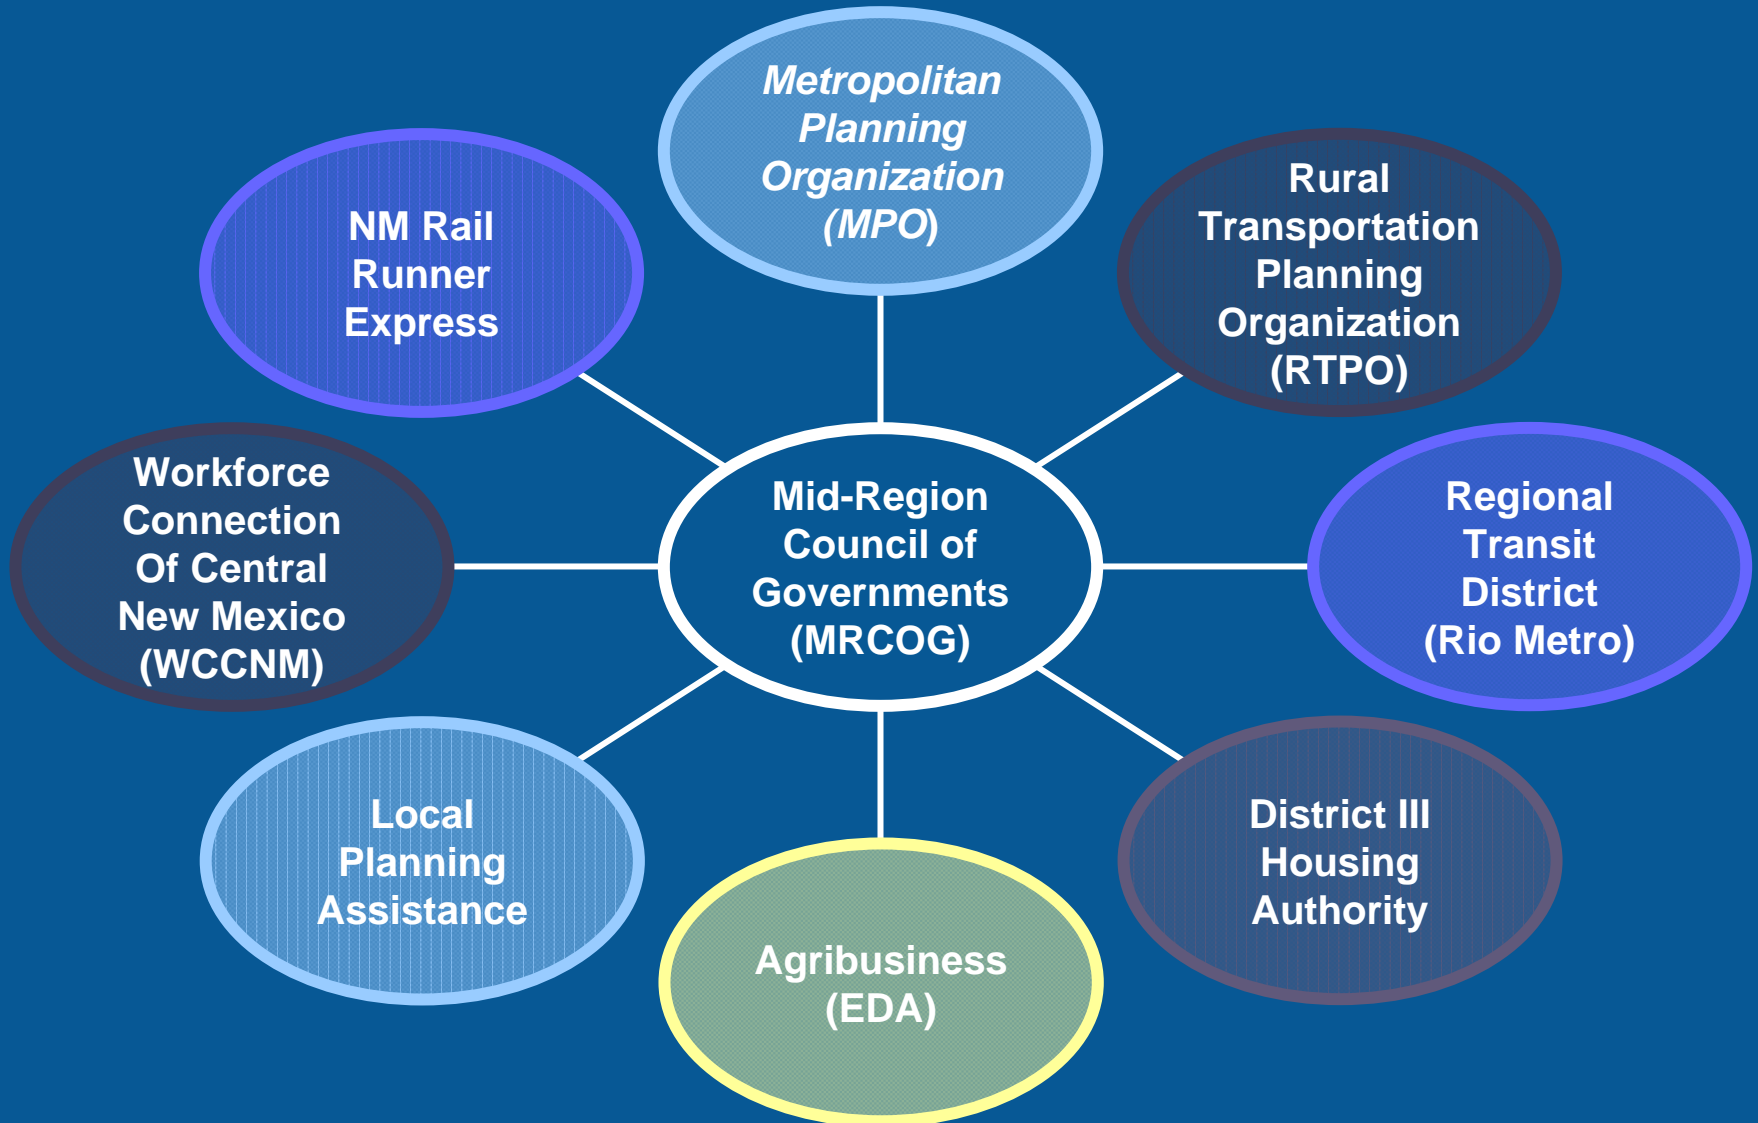 Metropolitan
Planning
Organization
(MPO)
Rural
Transportation
Planning
Organization
(RTPO)
NM Rail
Runner
Express
Workforce
Connection
Of Central
New Mexico
(WCCNM)
Mid-Region
Council of
Governments
(MRCOG)
Regional
Transit
District
(Rio Metro)
Local
Planning
Assistance
District III
Housing
Authority
Agribusiness
(EDA)